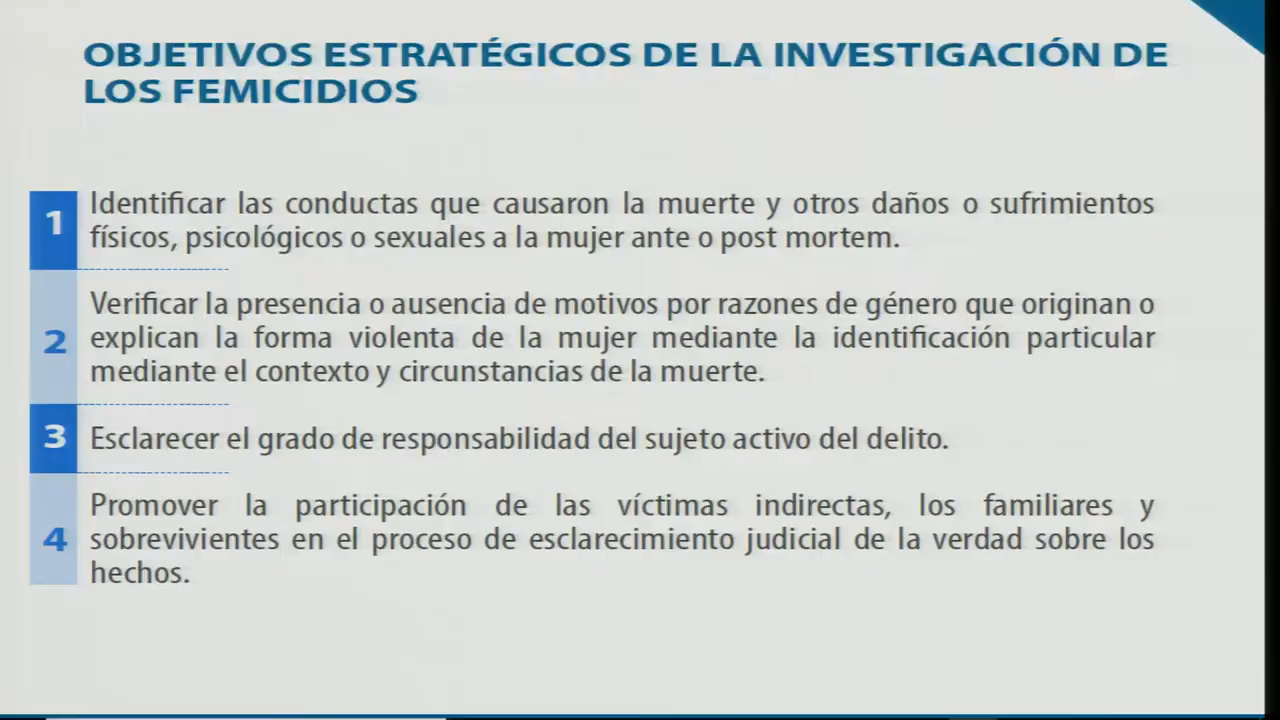 OBJETIVOS ESTRATÉGICOS DE LA INVESTIGACIÓN DE
LOS FEMICIDIOS
1
Identificar las conductas que causaron la muerte y otros daños o sufrimientos
físicos, psicológicos o sexuales a la mujer ante o post mortem.
2
Verificar la presencia o ausencia de motivos por razones de género que originan o
explican la forma violenta de la mujer mediante la identificación particular
mediante el contexto y circunstancias de la muerte.
3
Esclarecer el grado de responsabilidad del sujeto activo del delito.
4
Promover la participación de las víctimas indirectas, los familiares y
sobrevivientes en el proceso de esclarecimiento judicial de la verdad sobre los
hechos.